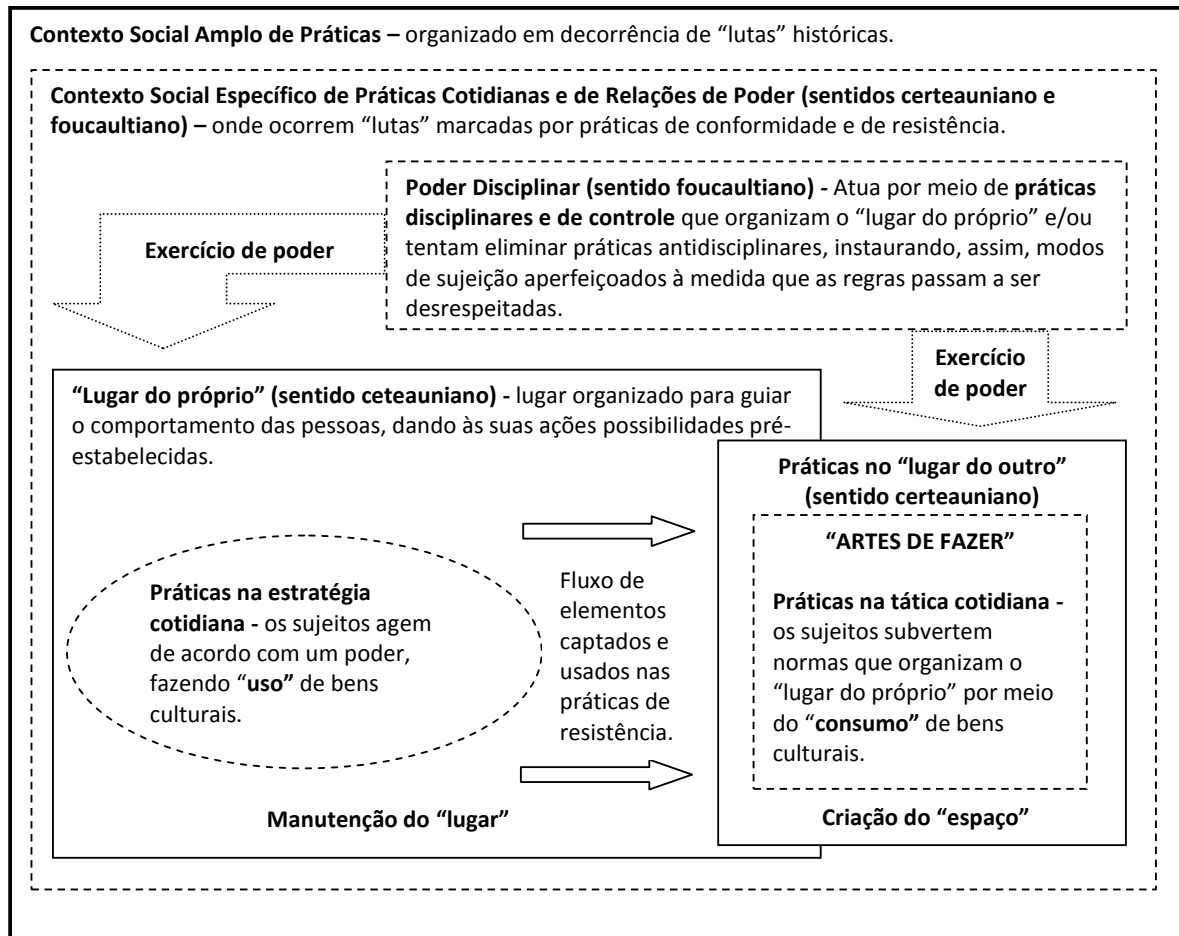 Contexto Social Amplo de Práticas – organizado em decorrência de “lutas” históricas.
Contexto Social Específico de Práticas Cotidianas e de Relações de Poder (sentidos certeauniano e
foucaultiano) – onde ocorrem “lutas” marcadas por práticas de conformidade e de resistência.
Poder Disciplinar (sentido foucaultiano) - Atua por meio de práticas
disciplinares e de controle que organizam o “lugar do próprio” e/ou
tentam eliminar práticas antidisciplinares, instaurando, assim, modos
de sujeição aperfeiçoados à medida que as regras passam a ser
desrespeitadas.
Exercício de poder
Exercício
de poder
“Lugar do próprio” (sentido ceteauniano) - lugar organizado para guiar
o comportamento das pessoas, dando às suas ações possibilidades pré-
estabelecidas.
Práticas na estratégia
cotidiana - os sujeitos agem
de acordo com um poder,
fazendo “uso” de bens
culturais.
Manutenção do “lugar”
Fluxo de
elementos
captados e
usados nas
práticas de
resistência.
Práticas no “lugar do outro”
(sentido certeauniano)
“ARTES DE FAZER”
Práticas na tática cotidiana -
os sujeitos subvertem
normas que organizam o
“lugar do próprio” por meio
do “consumo” de bens
culturais.
Criação do “espaço”